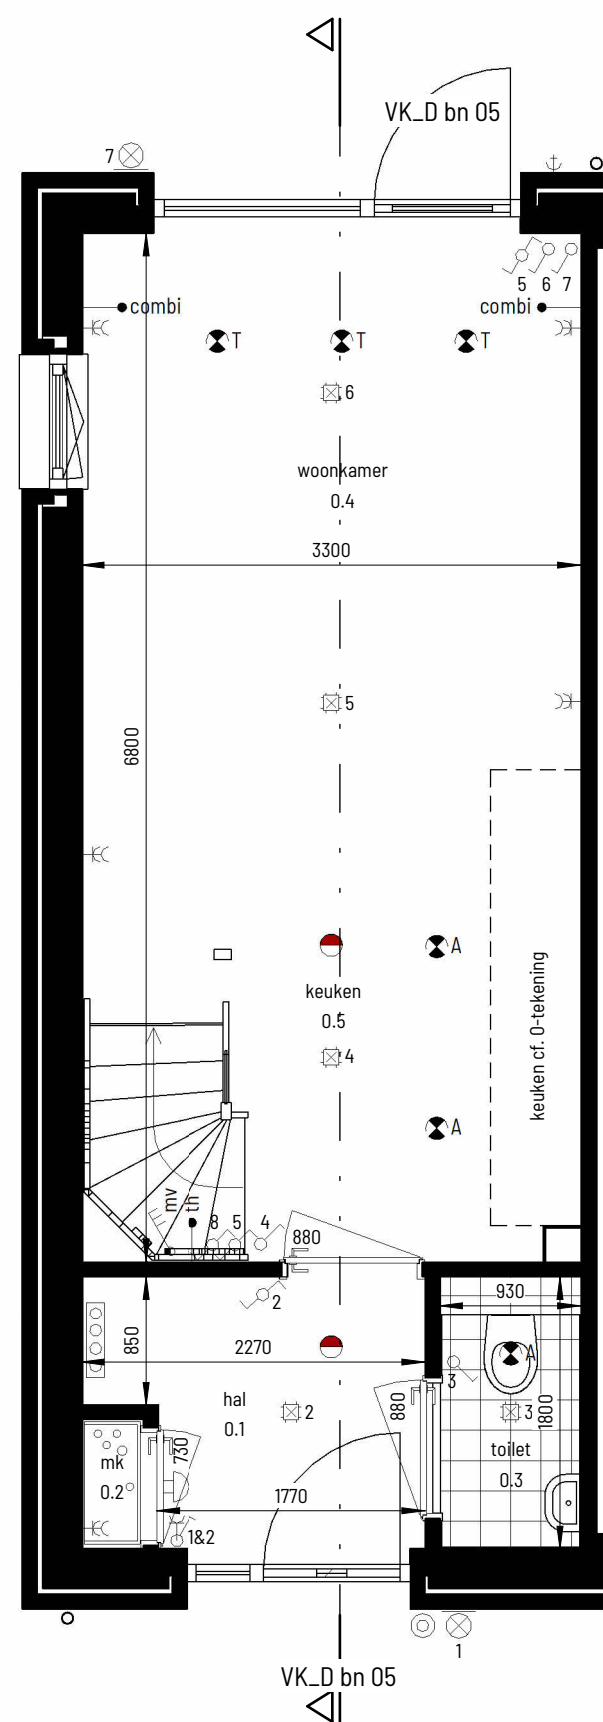 VK_D bn 05
7
5 6 7
combi
combi
T
T
T
6
woonkamer
0.4
3300
5
6800
A
keuken
0.5
keuken cf. 0-tekening
4
A
mv
th
8 5 4
880
2
930
850
2270
A
3
hal
0.1
2
880
3
1800
730
mk
0.2
toilet
0.3
1770
1&2
1
VK_D bn 05